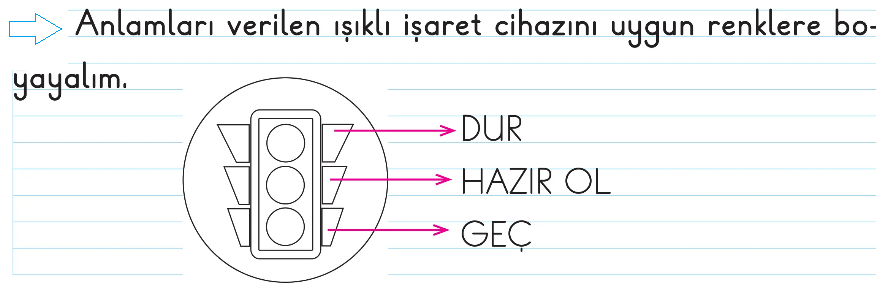 Anlamları verilen ışıklı işaret cihazını uygun renklere bo-
yayalım.
DUR
HAZIR OL
GEÇ